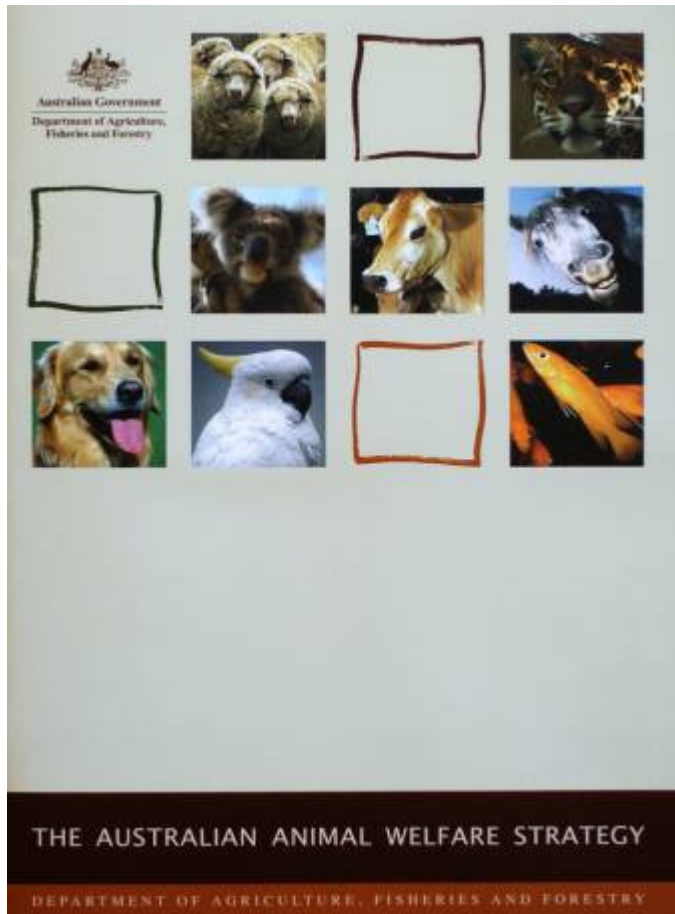 Australian Government
Department of Agriculture,
Fisheries and Forestry
THE AUSTRALIAN ANIMAL WELFARE STRATEGY
DEPARTMENT OF AGRICULTURE, FISHERIES AND FORESTRY